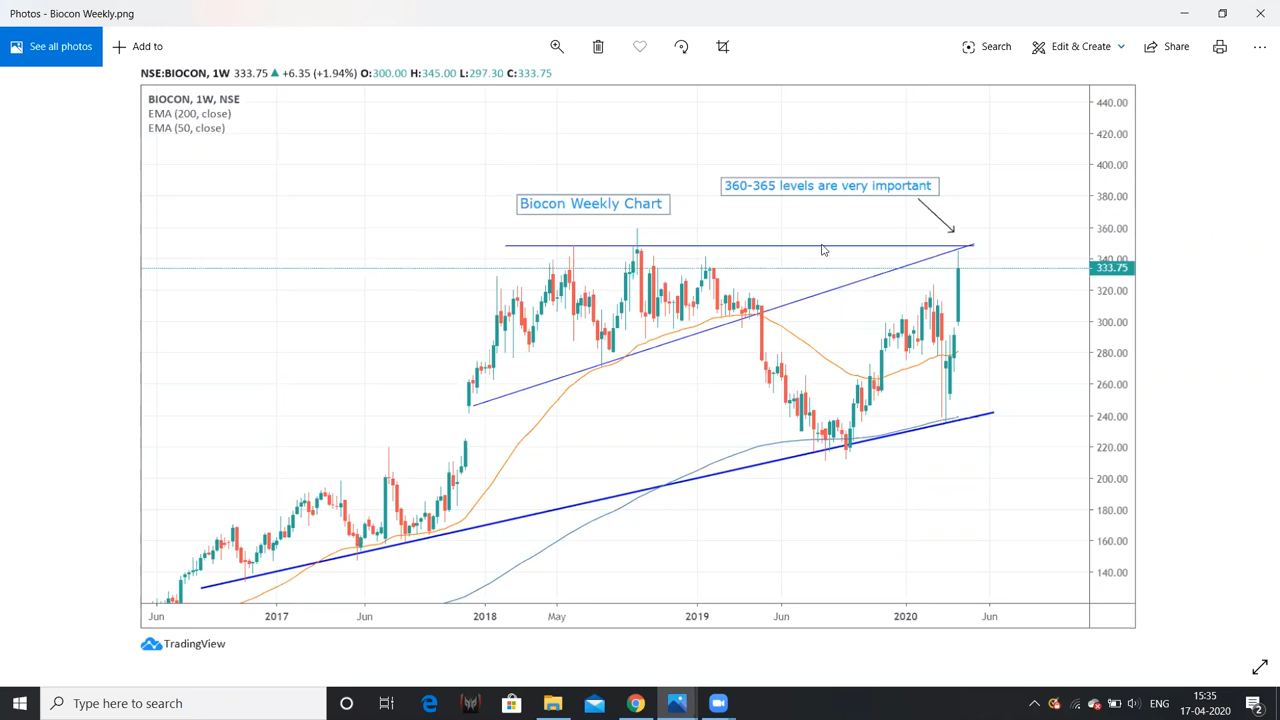 Photos - Biocon Weekly.png
See all photos
Add to
Search
Edit & Create
Share
NSE:BIOCON, 1W 333.75 ▲ +6.35 (+1.94%) O:300.00 H:345.00 L:297.30 C:333.75
BIOCON, 1W, NSE
EMA (200, close)
EMA (50, close)
Biocon Weekly Chart
360-365 levels are very important
440.00
420.00
400.00
380.00
360.00
340.00
333.75
320.00
300.00
280.00
260.00
240.00
220.00
200.00
180.00
160.00
140.00
Jun 2017 Jun 2018 May 2019 Jun 2020 Jun
TradingView
Type here to search
ENG
15:35
17-04-2020
2